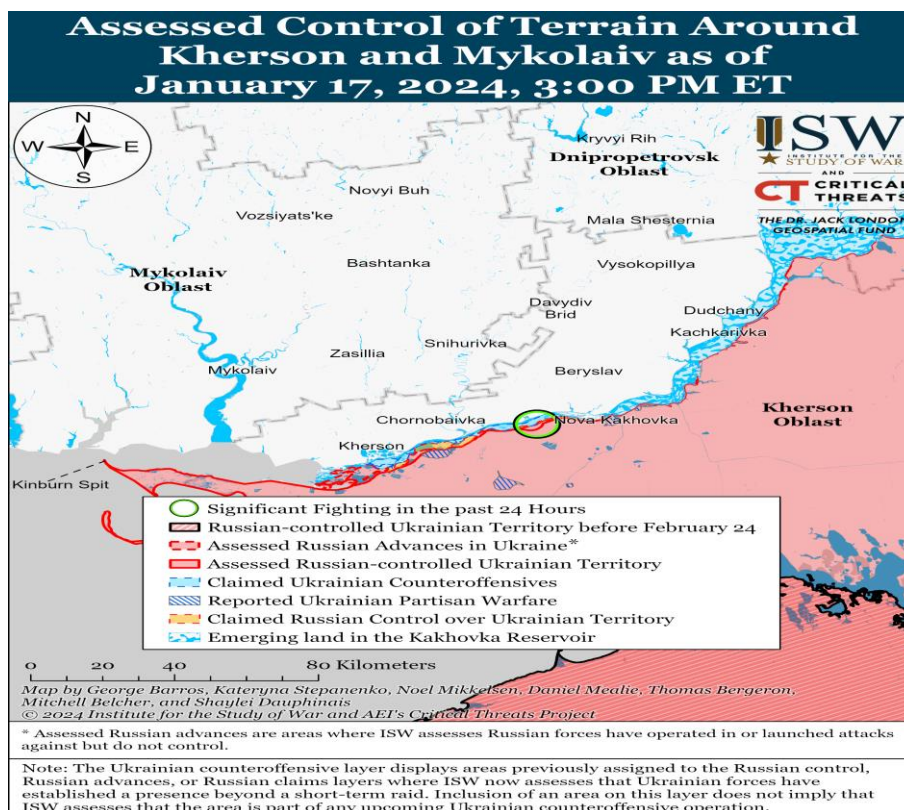 Assessed Control of Terrain Around
Kherson and Mykolaiv as of
January 17, 2024, 3:00 PM ET
N
W E
S
ISW
INSTITUTE FOR THE
STUDY OF WAR
AND
CT CRITICAL
THREATS
THE DR. JACK LONDON
GEOSPATIAL FUND
Kryvyi Rih
Dnipropetrovsk
Oblast
Novyi Buh
Vozsiyats'ke
Mala Shesternia
Bashtanka
Vysokopillya
Mykolaiv
Oblast
Davydiv
Brid
Dudchany
Kachkarivka
Snihurivka
Zasillia
Mykolaiv
Beryslav
Chornobaivka
Nova Kakhovka
Kherson
Oblast
Kherson
Kinburn Spit
Significant Fighting in the past 24 Hours
Russian-controlled Ukrainian Territory before February 24
Assessed Russian Advances in Ukraine*
Assessed Russian-controlled Ukrainian Territory
Claimed Ukrainian Counteroffensives
Reported Ukrainian Partisan Warfare
Claimed Russian Control over Ukrainian Territory
Emerging land in the Kakhovka Reservoir
0 20 40 80 Kilometers
Map by George Barros, Kateryna Stepanenko, Noel Mikkelsen, Daniel Mealie, Thomas Bergeron,
Mitchell Belcher, and Shaylei Dauphinais
© 2024 Institute for the Study of War and AEI's Critical Threats Project
* Assessed Russian advances are areas where ISW assesses Russian forces have operated in or launched attacks
against but do not control.
Note: The Ukrainian counteroffensive layer displays areas previously assigned to the Russian control,
Russian advances, or Russian claims layers where ISW now assesses that Ukrainian forces have
established a presence beyond a short-term raid. Inclusion of an area on this layer does not imply that
ISW assesses that the area is part of any upcoming Ukrainian counteroffensive operation.